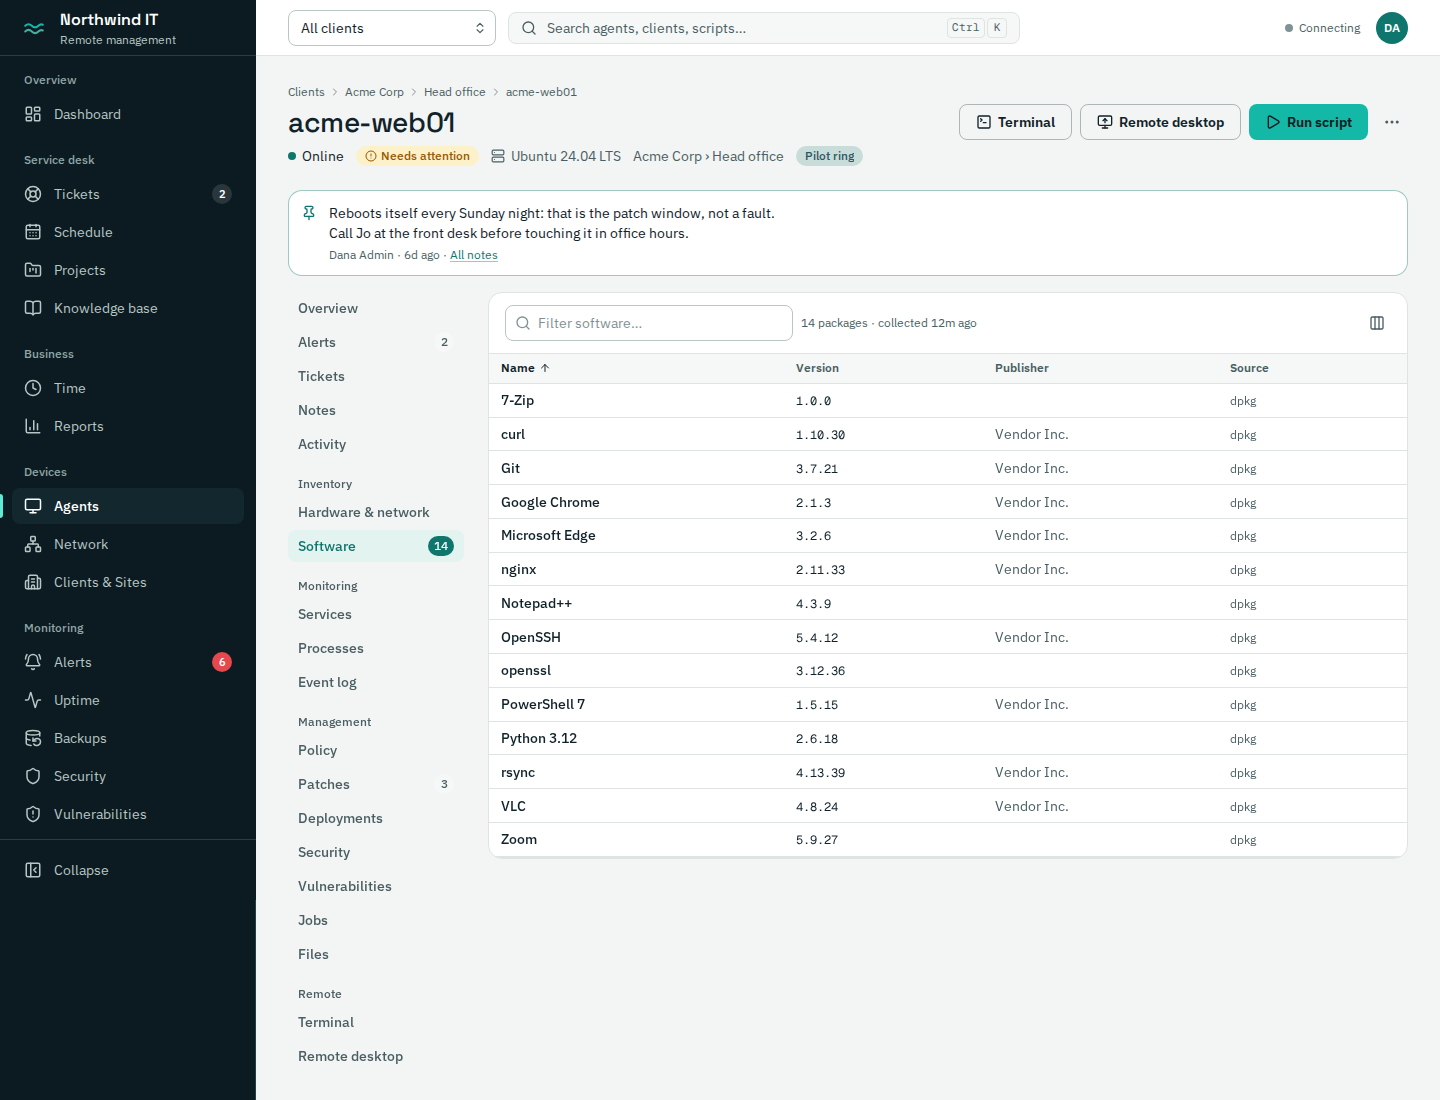 Northwind IT
Remote management
All clients
Search agents, clients, scripts...
Ctrl K
Connecting
DA
Overview
Dashboard
Service desk
Tickets 2
Schedule
Projects
Knowledge base
Business
Time
Reports
Devices
Agents
Network
Clients & Sites
Monitoring
Alerts 6
Uptime
Backups
Security
Vulnerabilities
Collapse
Clients > Acme Corp > Head office > acme-web01
acme-web01
Terminal
Remote desktop
Run script
Online
Needs attention
Ubuntu 24.04 LTS
Acme Corp › Head office
Pilot ring
Reboots itself every Sunday night: that is the patch window, not a fault.
Call Jo at the front desk before touching it in office hours.
Dana Admin · 6d ago · All notes
Overview
Alerts 2
Tickets
Notes
Activity
Inventory
Hardware & network
Software 14
Monitoring
Services
Processes
Event log
Management
Policy
Patches 3
Deployments
Security
Vulnerabilities
Jobs
Files
Remote
Terminal
Remote desktop
Filter software...
14 packages · collected 12m ago
Name Version Publisher Source
7-Zip 1.0.0 dpkg
curl 1.10.30 Vendor Inc. dpkg
Git 3.7.21 Vendor Inc. dpkg
Google Chrome 2.1.3 Vendor Inc. dpkg
Microsoft Edge 3.2.6 Vendor Inc. dpkg
nginx 2.11.33 Vendor Inc. dpkg
Notepad++ 4.3.9 dpkg
OpenSSH 5.4.12 Vendor Inc. dpkg
openssl 3.12.36 dpkg
PowerShell 7 1.5.15 Vendor Inc. dpkg
Python 3.12 2.6.18 dpkg
rsync 4.13.39 Vendor Inc. dpkg
VLC 4.8.24 Vendor Inc. dpkg
Zoom 5.9.27 dpkg